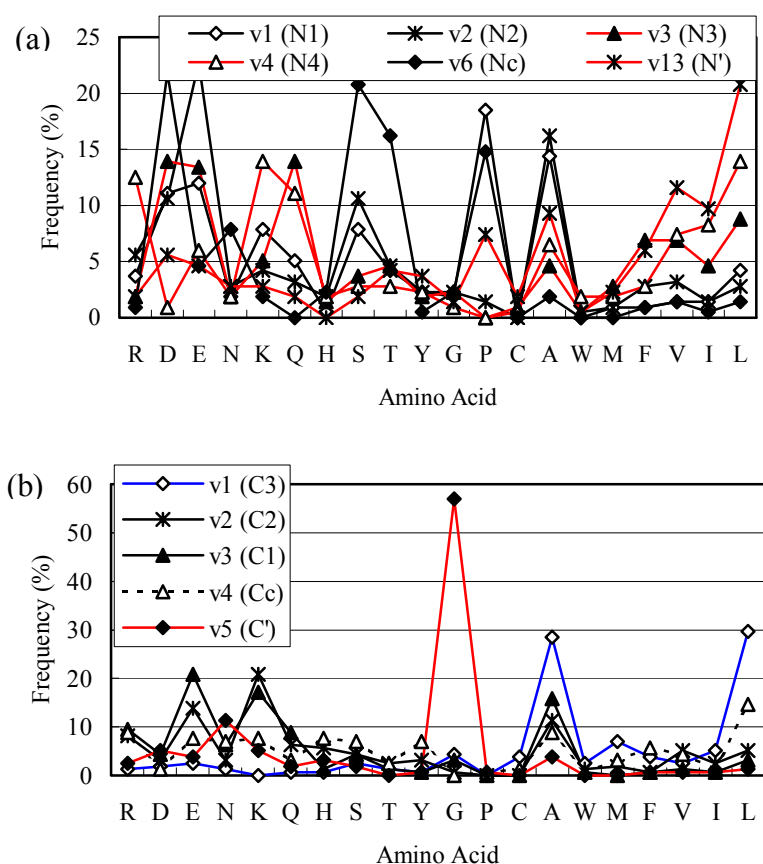 (a)
v1 (N1) v2 (N2) v3 (N3)
v4 (N4) v6 (Nc) v13 (N')
25
20
15
10
5
0
Frequency (%)
R D E N K Q H S T Y G P C A W M F V I L
Amino Acid
(b)
v1 (C3)
v2 (C2)
v3 (C1)
v4 (Cc)
v5 (C')
60
50
40
30
20
10
0
Frequency (%)
R D E N K Q H S T Y G P C A W M F V I L
Amino Acid